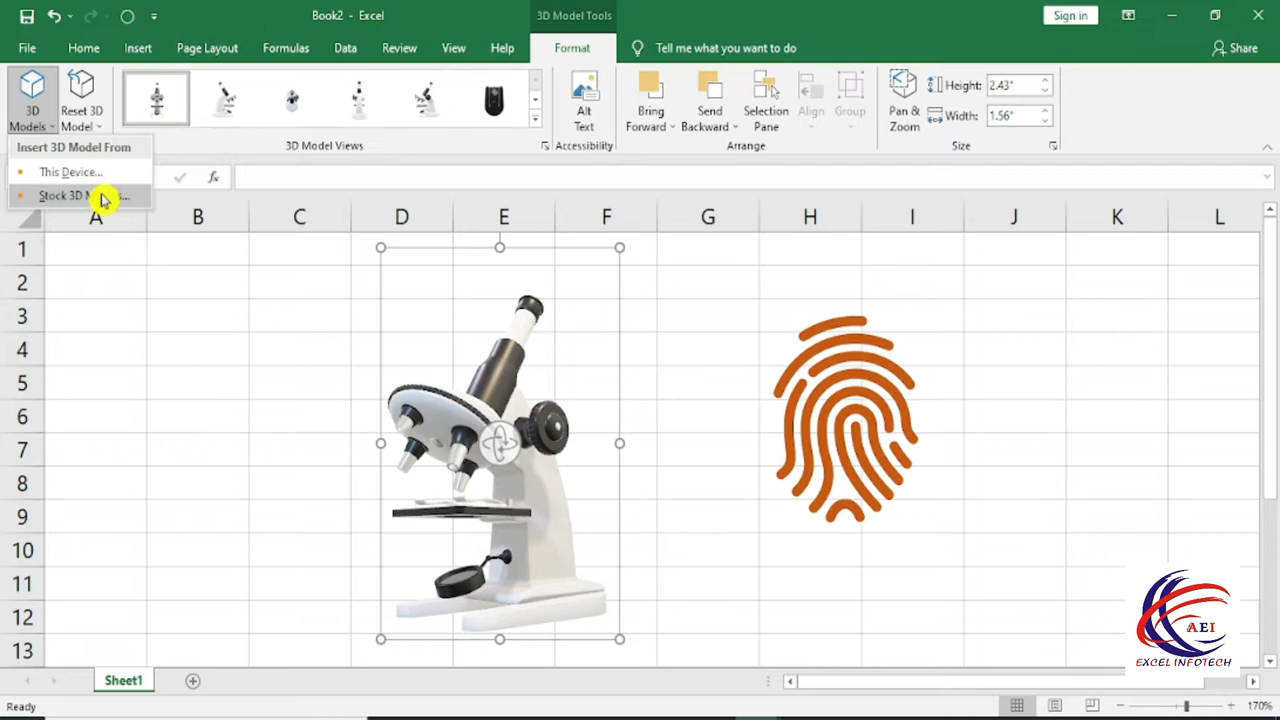 Book2 - Excel
3D Model Tools
Sign in
File
Home
Insert
Page Layout
Formulas
Data
Review
View
Help
Format
Tell me what you want to do
Share
3D
Models
Reset 3D
Model
3D Model Views
Alt
Text
Accessibility
Bring
Forward
Send
Backward
Selection
Pane
Align
Group
Arrange
Pan &
Zoom
Height: 2.43"
Width: 1.56"
Size
Insert 3D Model From
This Device...
Stock 3D
fx
A B C D E F G H I J K L
1
2
3
4
5
6
7
8
9
10
11
12
13
AEI
EXCEL INFOTECH
Sheet1
Ready
170%